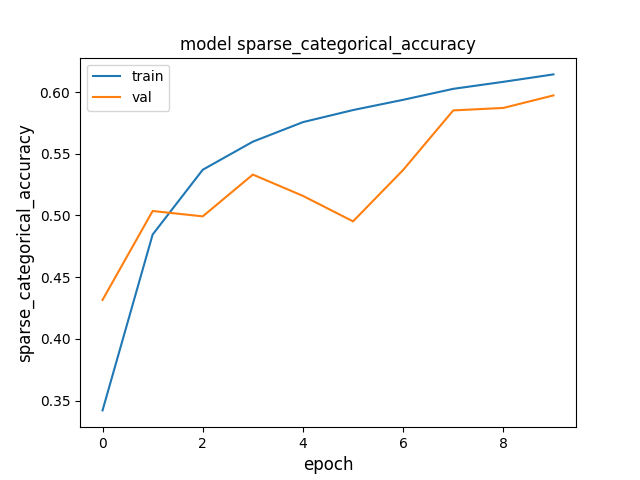 model sparse_categorical_accuracy
train
val
sparse_categorical_accuracy
0.60
0.55
0.50
0.45
0.40
0.35
0
2
4
6
8
epoch